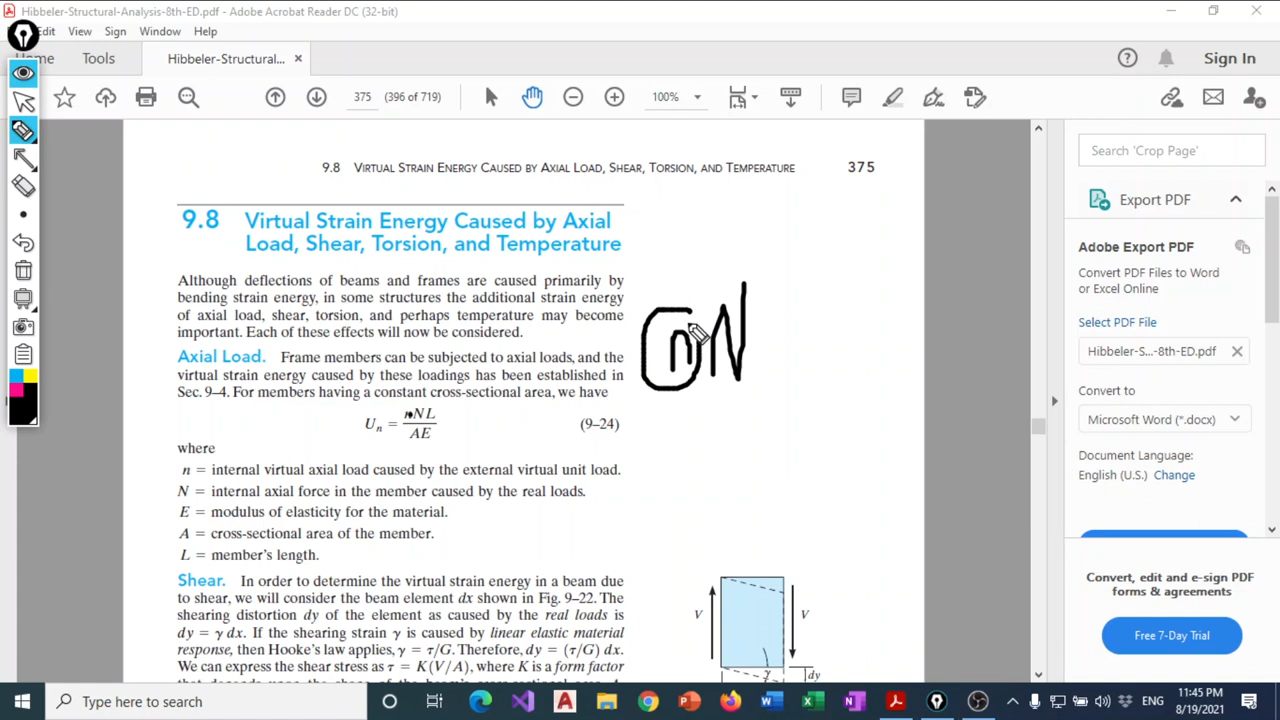 Hibbeler-Structural-Analysis-8th-ED.pdf - Adobe Acrobat Reader DC (32-bit)
Edit View Sign Window Help
Home Tools Hibbeler-Structural... × Sign In
375 (396 of 719) 100%
9.8 VIRTUAL STRAIN ENERGY CAUSED BY AXIAL LOAD, SHEAR, TORSION, AND TEMPERATURE 375
9.8 Virtual Strain Energy Caused by Axial
Load, Shear, Torsion, and Temperature
Although deflections of beams and frames are caused primarily by
bending strain energy, in some structures the additional strain energy
of axial load, shear, torsion, and perhaps temperature may become
important. Each of these effects will now be considered.
Axial Load. Frame members can be subjected to axial loads, and the
virtual strain energy caused by these loadings has been established in
Sec. 9–4. For members having a constant cross-sectional area, we have
U_n = nNL / AE (9–24)
where
n = internal virtual axial load caused by the external virtual unit load.
N = internal axial force in the member caused by the real loads.
E = modulus of elasticity for the material.
A = cross-sectional area of the member.
L = member's length.
Shear. In order to determine the virtual strain energy in a beam due
to shear, we will consider the beam element dx shown in Fig. 9–22. The
shearing distortion dy of the element as caused by the real loads is
dy = γ dx. If the shearing strain γ is caused by linear elastic material
response, then Hooke's law applies, γ = τ/G. Therefore, dy = (τ/G) dx.
We can express the shear stress as τ = K(V/A), where K is a form factor
n N
V V
γ dy
Search 'Crop Page'
Export PDF
Adobe Export PDF
Convert PDF Files to Word
or Excel Online
Select PDF File
Hibbeler-S...-8th-ED.pdf ×
Convert to
Microsoft Word (*.docx)
Document Language:
English (U.S.) Change
Convert, edit and e-sign PDF
forms & agreements
Free 7-Day Trial
Type here to search
ENG
11:45 PM
8/19/2021